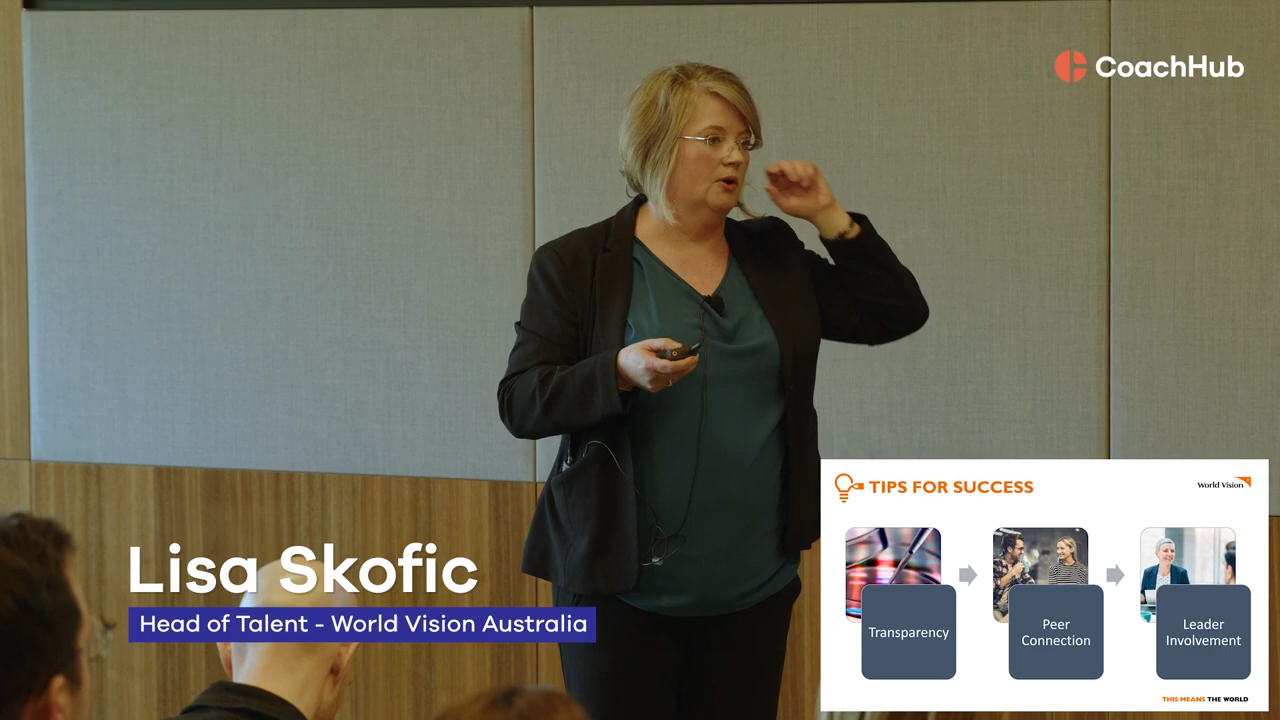 CoachHub
Lisa Skofic
Head of Talent - World Vision Australia
TIPS FOR SUCCESS
World Vision
Transparency
Peer
Connection
Leader
Involvement
THIS MEANS THE WORLD